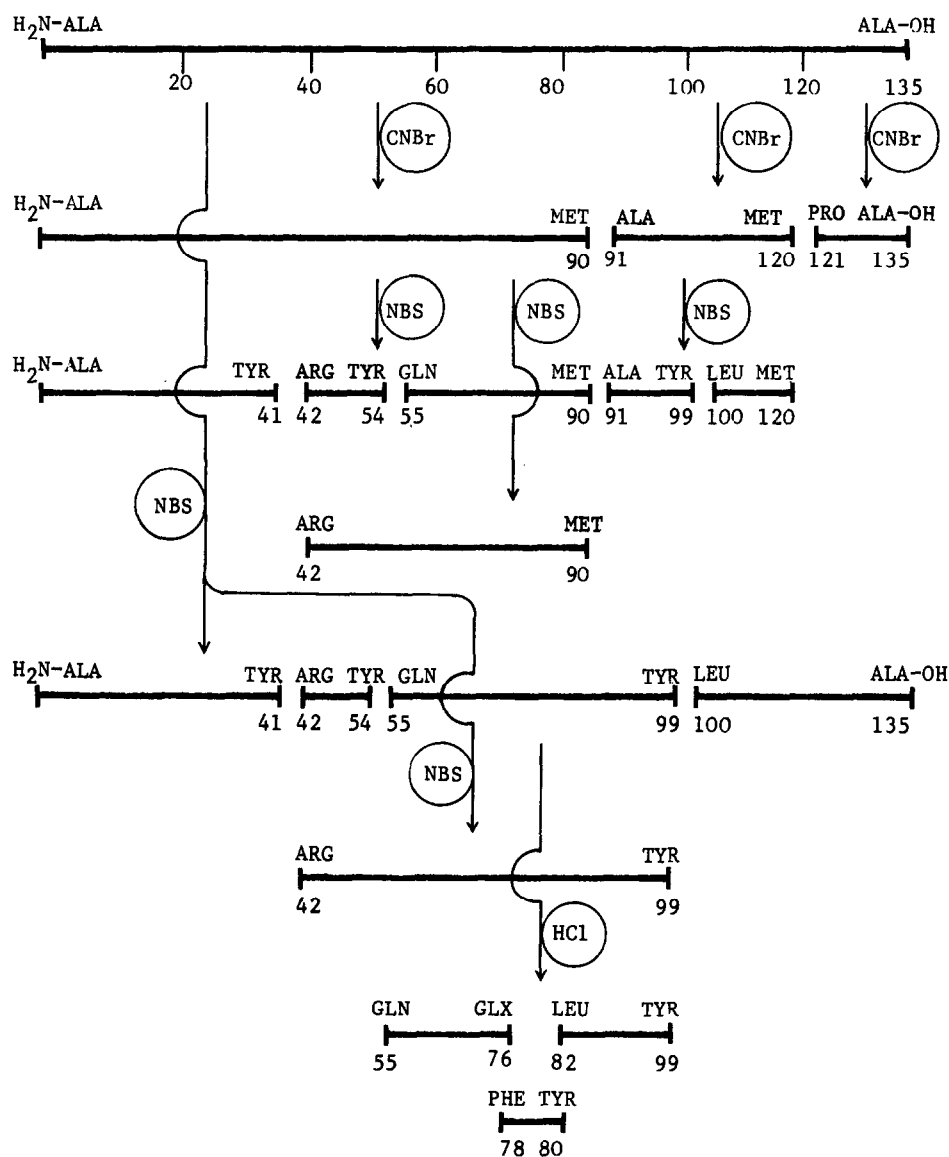 H2N-ALA ALA-OH
20 40 60 80 100 120 135
CNBr CNBr CNBr
H2N-ALA MET ALA MET PRO ALA-OH
90 91 120 121 135
NBS NBS NBS
H2N-ALA TYR ARG TYR GLN MET ALA TYR LEU MET
41 42 54 55 90 91 99 100 120
NBS
ARG MET
42 90
H2N-ALA TYR ARG TYR GLN TYR LEU ALA-OH
41 42 54 55 99 100 135
NBS
ARG TYR
42 99
HCl
GLN GLX LEU TYR
55 76 82 99
PHE TYR
78 80